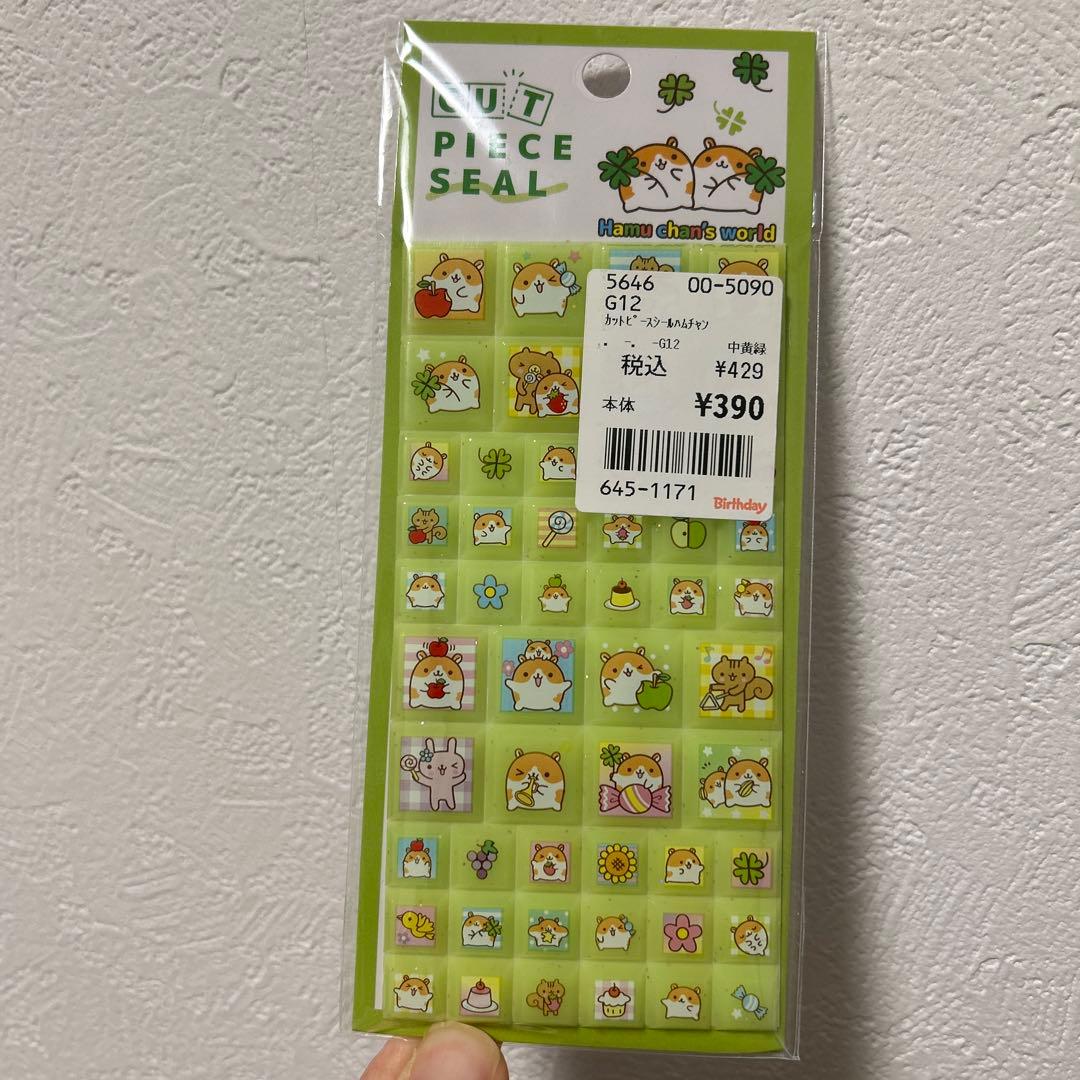 CUT
PIECE
SEAL
Hamu chan's world
5646 00-5090
G12
ｶｯﾄﾋﾟｰｽｼｰﾙﾊﾑﾁｬﾝ
. -. -G12 中黄緑
税込 ¥429
本体 ¥390
645-1171 Birthday